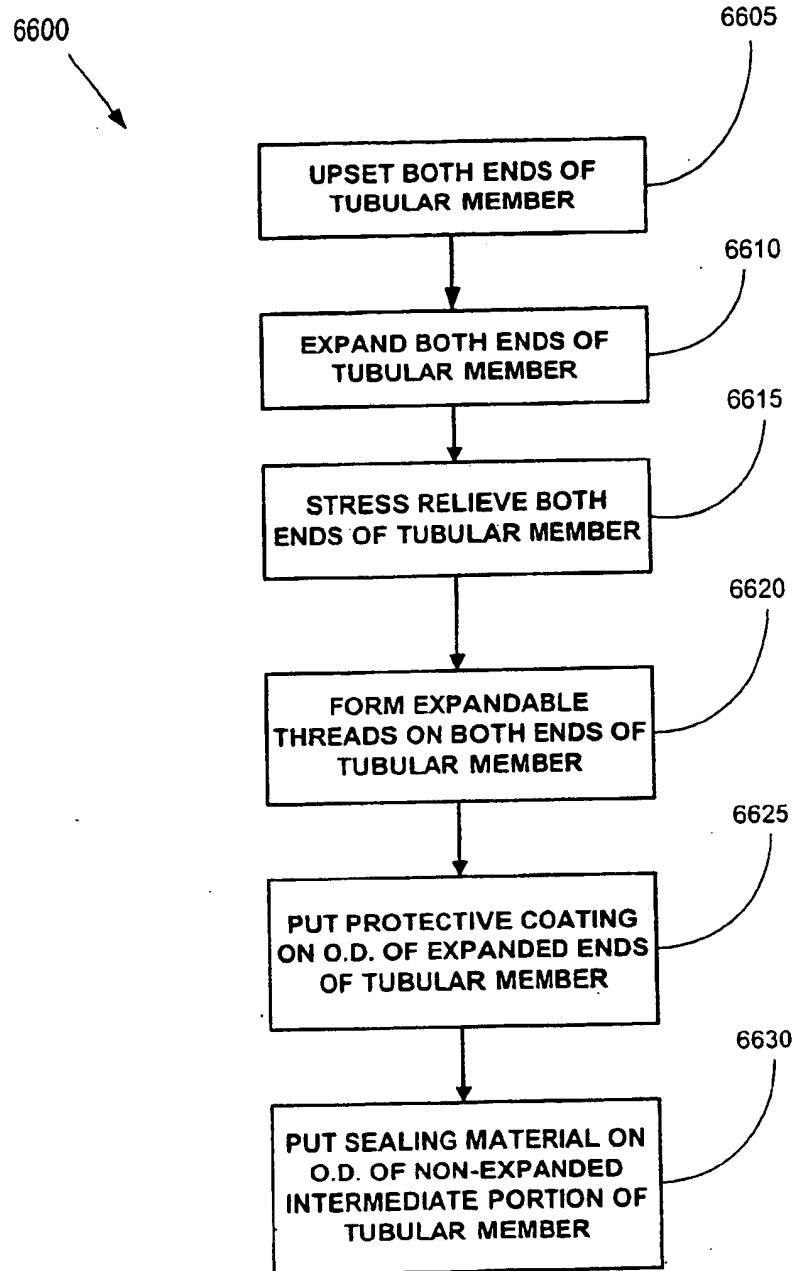 6600
6605
UPSET BOTH ENDS OF
TUBULAR MEMBER
6610
EXPAND BOTH ENDS OF
TUBULAR MEMBER
6615
STRESS RELIEVE BOTH
ENDS OF TUBULAR MEMBER
6620
FORM EXPANDABLE
THREADS ON BOTH ENDS OF
TUBULAR MEMBER
6625
PUT PROTECTIVE COATING
ON O.D. OF EXPANDED ENDS
OF TUBULAR MEMBER
6630
PUT SEALING MATERIAL ON
O.D. OF NON-EXPANDED
INTERMEDIATE PORTION OF
TUBULAR MEMBER